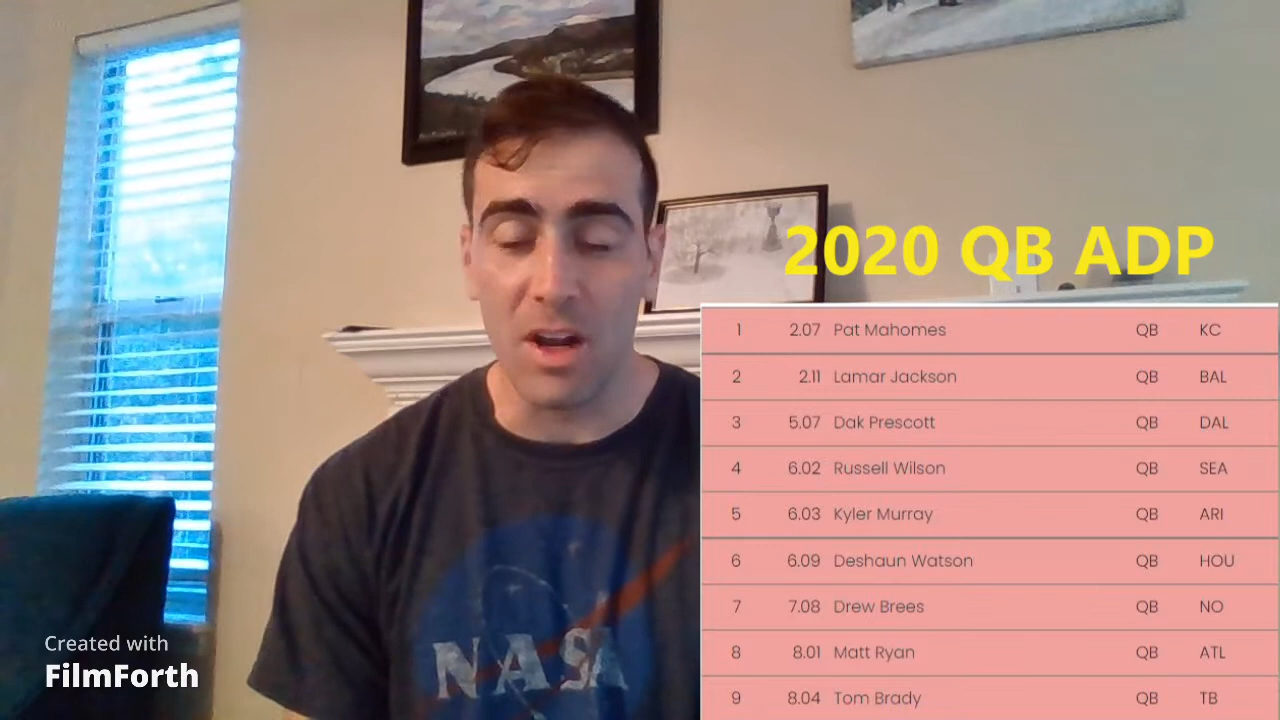 2020 QB ADP
1 2.07 Pat Mahomes QB KC
2 2.11 Lamar Jackson QB BAL
3 5.07 Dak Prescott QB DAL
4 6.02 Russell Wilson QB SEA
5 6.03 Kyler Murray QB ARI
6 6.09 Deshaun Watson QB HOU
7 7.08 Drew Brees QB NO
8 8.01 Matt Ryan QB ATL
9 8.04 Tom Brady QB TB
NASA
Created with
FilmForth